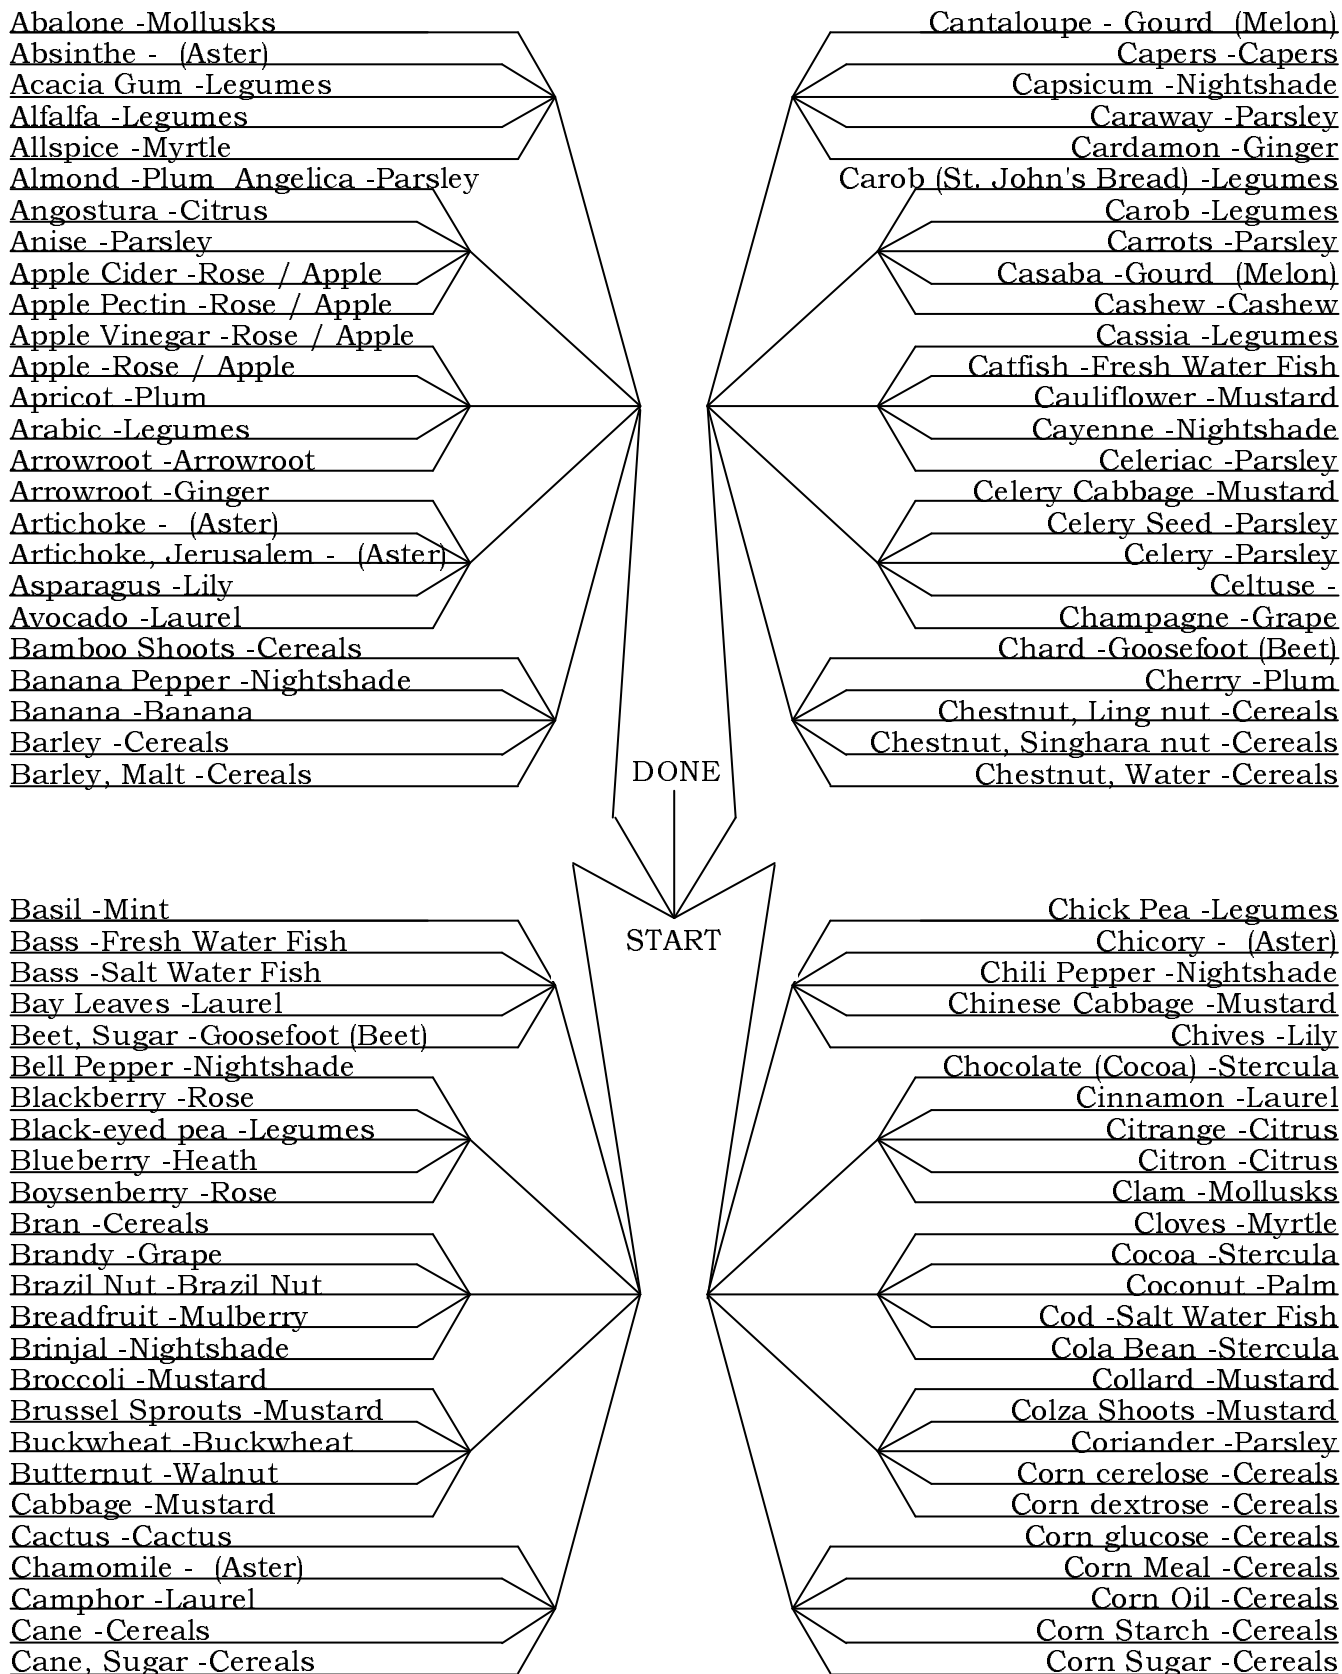 Abalone -Mollusks
Absinthe - (Aster)
Acacia Gum -Legumes
Alfalfa -Legumes
Allspice -Myrtle
Almond -Plum Angelica -Parsley
Angostura -Citrus
Anise -Parsley
Apple Cider -Rose / Apple
Apple Pectin -Rose / Apple
Apple Vinegar -Rose / Apple
Apple -Rose / Apple
Apricot -Plum
Arabic -Legumes
Arrowroot -Arrowroot
Arrowroot -Ginger
Artichoke - (Aster)
Artichoke, Jerusalem - (Aster)
Asparagus -Lily
Avocado -Laurel
Bamboo Shoots -Cereals
Banana Pepper -Nightshade
Banana -Banana
Barley -Cereals
Barley, Malt -Cereals
Cantaloupe - Gourd (Melon)
Capers -Capers
Capsicum -Nightshade
Caraway -Parsley
Cardamon -Ginger
Carob (St. John's Bread) -Legumes
Carob -Legumes
Carrots -Parsley
Casaba -Gourd (Melon)
Cashew -Cashew
Cassia -Legumes
Catfish -Fresh Water Fish
Cauliflower -Mustard
Cayenne -Nightshade
Celeriac -Parsley
Celery Cabbage -Mustard
Celery Seed -Parsley
Celery -Parsley
Celtuse -
Champagne -Grape
Chard -Goosefoot (Beet)
Cherry -Plum
Chestnut, Ling nut -Cereals
Chestnut, Singhara nut -Cereals
Chestnut, Water -Cereals
DONE
START
Basil -Mint
Bass -Fresh Water Fish
Bass -Salt Water Fish
Bay Leaves -Laurel
Beet, Sugar -Goosefoot (Beet)
Bell Pepper -Nightshade
Blackberry -Rose
Black-eyed pea -Legumes
Blueberry -Heath
Boysenberry -Rose
Bran -Cereals
Brandy -Grape
Brazil Nut -Brazil Nut
Breadfruit -Mulberry
Brinjal -Nightshade
Broccoli -Mustard
Brussel Sprouts -Mustard
Buckwheat -Buckwheat
Butternut -Walnut
Cabbage -Mustard
Cactus -Cactus
Chamomile - (Aster)
Camphor -Laurel
Cane -Cereals
Cane, Sugar -Cereals
Chick Pea -Legumes
Chicory - (Aster)
Chili Pepper -Nightshade
Chinese Cabbage -Mustard
Chives -Lily
Chocolate (Cocoa) -Stercula
Cinnamon -Laurel
Citrange -Citrus
Citron -Citrus
Clam -Mollusks
Cloves -Myrtle
Cocoa -Stercula
Coconut -Palm
Cod -Salt Water Fish
Cola Bean -Stercula
Collard -Mustard
Colza Shoots -Mustard
Coriander -Parsley
Corn cerelose -Cereals
Corn dextrose -Cereals
Corn glucose -Cereals
Corn Meal -Cereals
Corn Oil -Cereals
Corn Starch -Cereals
Corn Sugar -Cereals